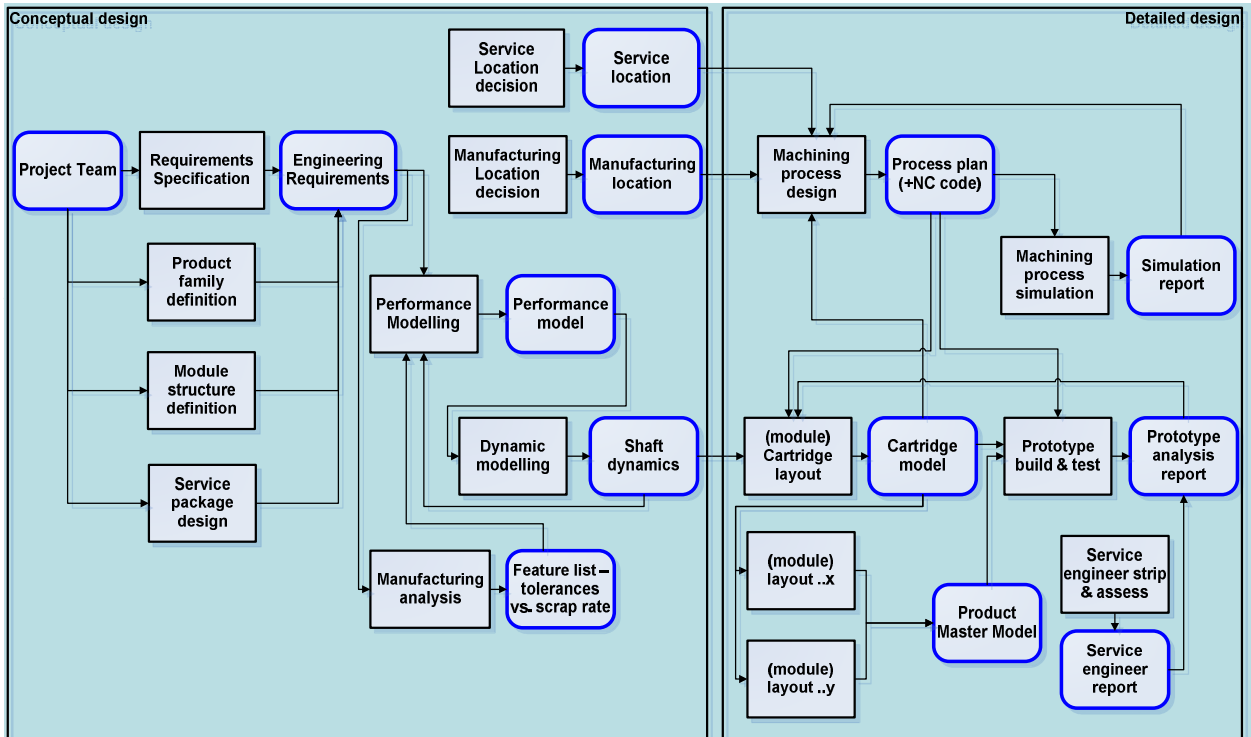 Conceptual design
Detailed design
Service
Location
decision
Service
location
Project Team
Requirements
Specification
Engineering
Requirements
Manufacturing
Location
decision
Manufacturing
location
Machining
process
design
Process plan
(+NC code)
Product
family
definition
Performance
Modelling
Performance
model
Machining
process
simulation
Simulation
report
Module
structure
definition
Dynamic
modelling
Shaft
dynamics
(module)
Cartridge
layout
Cartridge
model
Prototype
build & test
Prototype
analysis
report
Service
package
design
Manufacturing
analysis
Feature list –
tolerances
vs. scrap rate
(module)
layout ..x
Service
engineer strip
& assess
Product
Master Model
(module)
layout ..y
Service
engineer
report